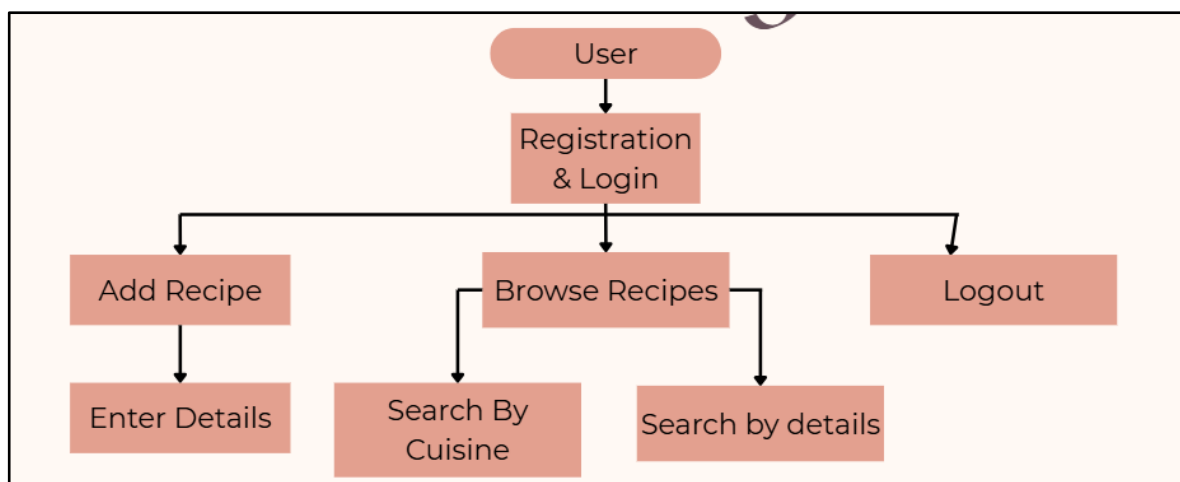 User
Registration
& Login
Add Recipe
Browse Recipes
Logout
Enter Details
Search By
Cuisine
Search by details